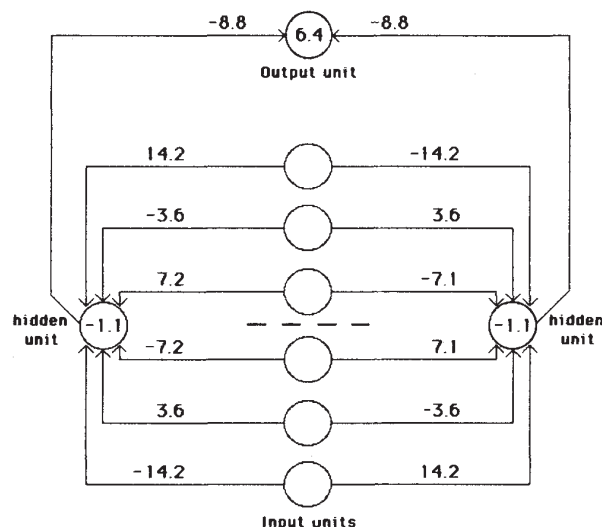 -8.8 6.4 -8.8
Output unit
14.2 -14.2
-3.6 3.6
7.2 -7.1
hidden unit -1.1 -1.1 hidden unit
-7.2 7.1
3.6 -3.6
-14.2 14.2
Input units